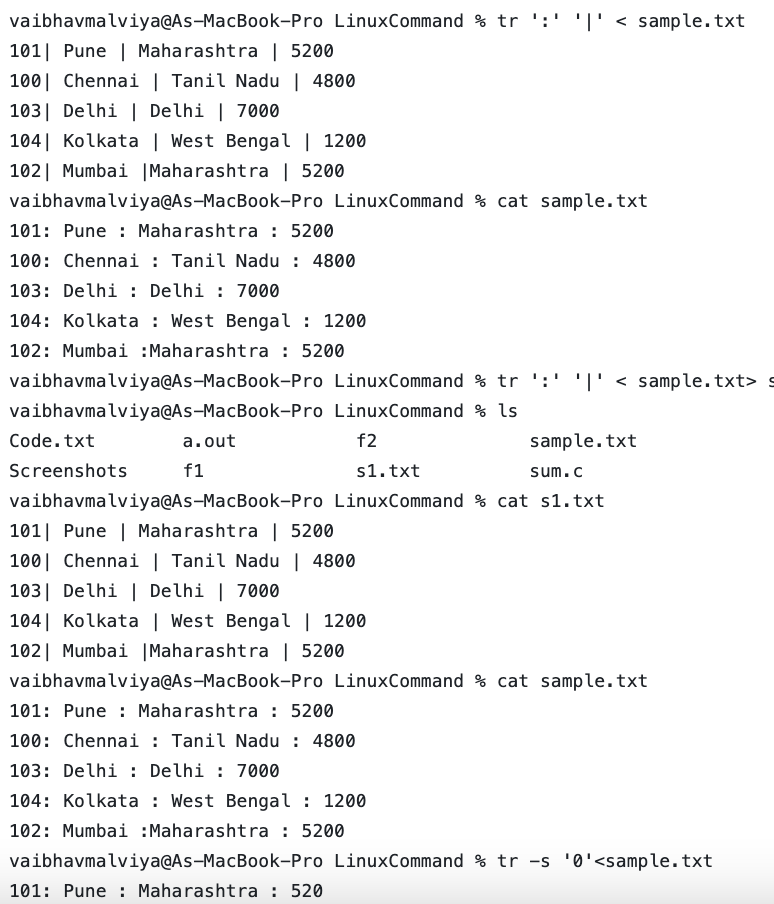 vaibhavmalviya@As-MacBook-Pro LinuxCommand % tr ':' '|' < sample.txt
101| Pune | Maharashtra | 5200
100| Chennai | Tanil Nadu | 4800
103| Delhi | Delhi | 7000
104| Kolkata | West Bengal | 1200
102| Mumbai |Maharashtra | 5200
vaibhavmalviya@As-MacBook-Pro LinuxCommand % cat sample.txt
101: Pune : Maharashtra : 5200
100: Chennai : Tanil Nadu : 4800
103: Delhi : Delhi : 7000
104: Kolkata : West Bengal : 1200
102: Mumbai :Maharashtra : 5200
vaibhavmalviya@As-MacBook-Pro LinuxCommand % tr ':' '|' < sample.txt>
vaibhavmalviya@As-MacBook-Pro LinuxCommand % ls
Code.txt a.out f2 sample.txt
Screenshots f1 s1.txt sum.c
vaibhavmalviya@As-MacBook-Pro LinuxCommand % cat s1.txt
101| Pune | Maharashtra | 5200
100| Chennai | Tanil Nadu | 4800
103| Delhi | Delhi | 7000
104| Kolkata | West Bengal | 1200
102| Mumbai |Maharashtra | 5200
vaibhavmalviya@As-MacBook-Pro LinuxCommand % cat sample.txt
101: Pune : Maharashtra : 5200
100: Chennai : Tanil Nadu : 4800
103: Delhi : Delhi : 7000
104: Kolkata : West Bengal : 1200
102: Mumbai :Maharashtra : 5200
vaibhavmalviya@As-MacBook-Pro LinuxCommand % tr -s '0'<sample.txt
101: Pune : Maharashtra : 520